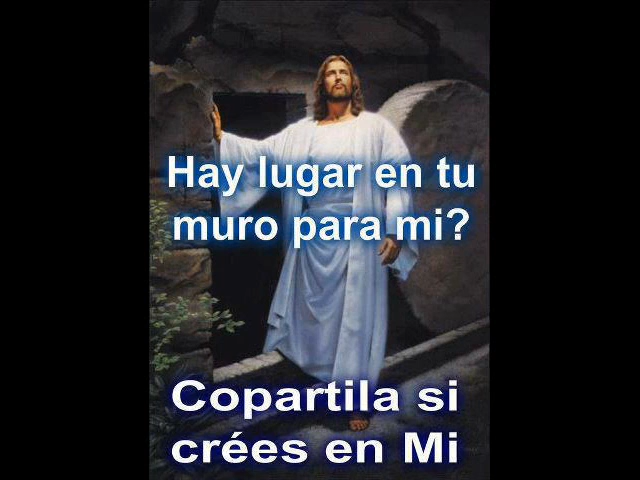 Hay lugar en tu
muro para mi?
Copartila si
crées en Mi